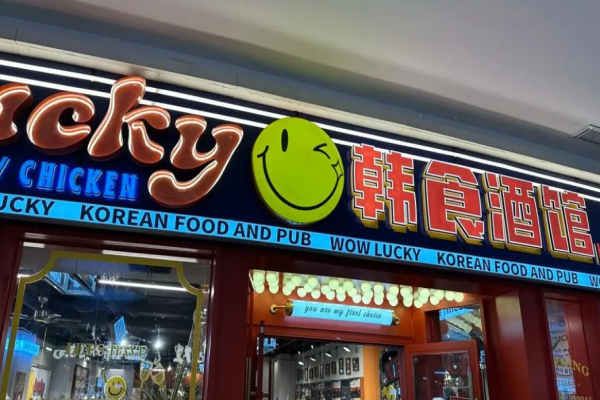 ucky
CHICKEN
韩食酒馆
UCKY KOREAN FOOD AND PUB WOW LUCKY KOREAN FOOD AND PUB WOW
you are my first choice